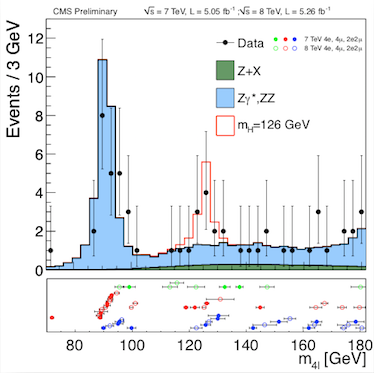 CMS Preliminary √s = 7 TeV, L = 5.05 fb⁻¹ ;√s = 8 TeV, L = 5.26 fb⁻¹
Events / 3 GeV
12
10
8
6
4
2
0
Data
7 TeV 4e, 4μ, 2e2μ
8 TeV 4e, 4μ, 2e2μ
Z+X
Zγ*,ZZ
mH=126 GeV
80 100 120 140 160 180
m4l [GeV]